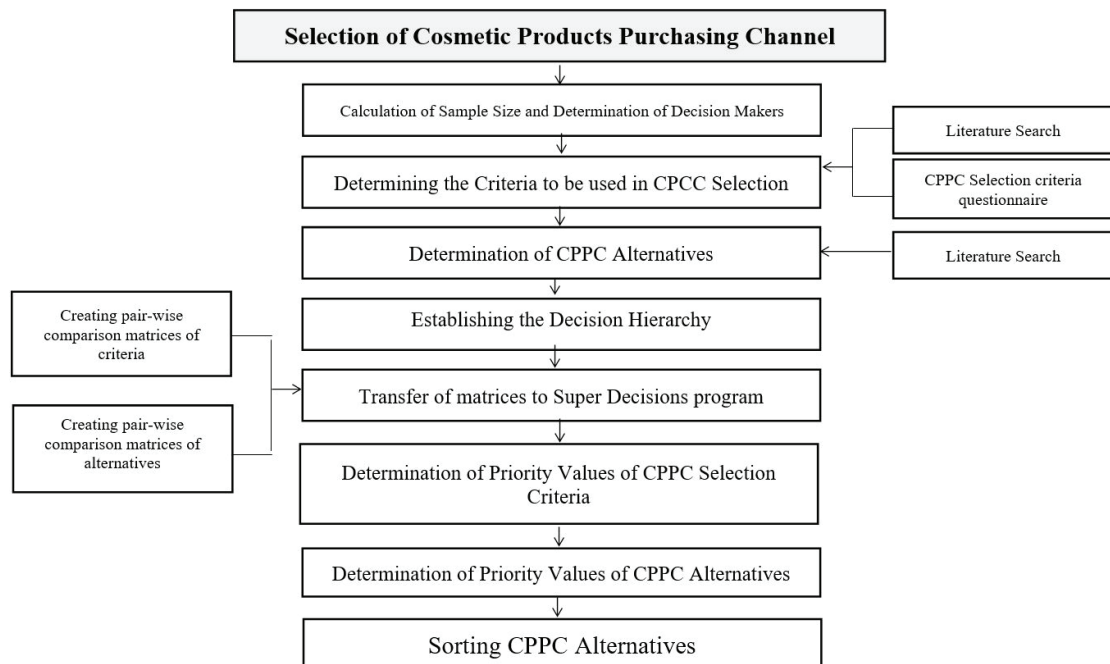 Selection of Cosmetic Products Purchasing Channel
Calculation of Sample Size and Determination of Decision Makers
Literature Search
Determining the Criteria to be used in CPCC Selection
CPPC Selection criteria
questionnaire
Determination of CPPC Alternatives
Literature Search
Creating pair-wise
comparison matrices of
criteria
Establishing the Decision Hierarchy
Transfer of matrices to Super Decisions program
Creating pair-wise
comparison matrices of
alternatives
Determination of Priority Values of CPPC Selection
Criteria
Determination of Priority Values of CPPC Alternatives
Sorting CPPC Alternatives